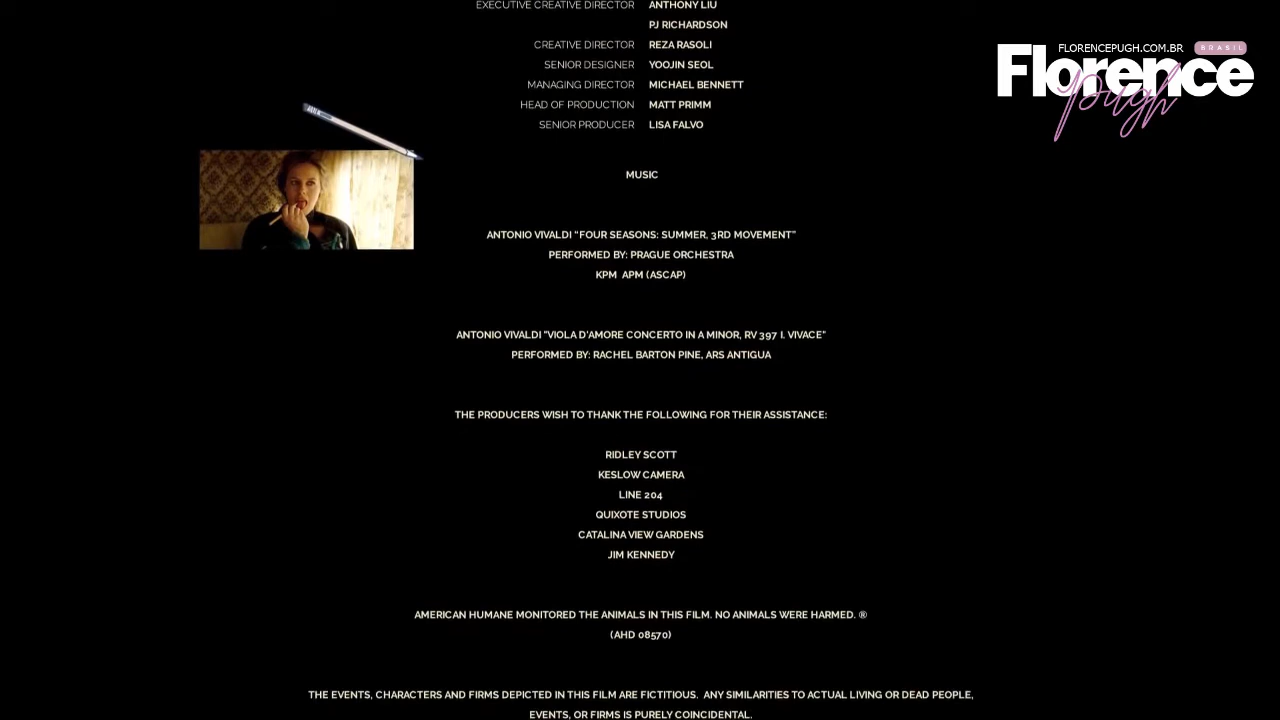 EXECUTIVE CREATIVE DIRECTOR ANTHONY LIU
PJ RICHARDSON
CREATIVE DIRECTOR REZA RASOLI
SENIOR DESIGNER YOOJIN SEOL
MANAGING DIRECTOR MICHAEL BENNETT
HEAD OF PRODUCTION MATT PRIMM
SENIOR PRODUCER LISA FALVO
FLORENCEPUGH.COM.BR BRASIL
Florence
Pugh
MUSIC
ANTONIO VIVALDI "FOUR SEASONS: SUMMER, 3RD MOVEMENT"
PERFORMED BY: PRAGUE ORCHESTRA
KPM APM (ASCAP)
ANTONIO VIVALDI "VIOLA D'AMORE CONCERTO IN A MINOR, RV 397 I. VIVACE"
PERFORMED BY: RACHEL BARTON PINE, ARS ANTIGUA
THE PRODUCERS WISH TO THANK THE FOLLOWING FOR THEIR ASSISTANCE:
RIDLEY SCOTT
KESLOW CAMERA
LINE 204
QUIXOTE STUDIOS
CATALINA VIEW GARDENS
JIM KENNEDY
AMERICAN HUMANE MONITORED THE ANIMALS IN THIS FILM. NO ANIMALS WERE HARMED. ®
(AHD 08570)
THE EVENTS, CHARACTERS AND FIRMS DEPICTED IN THIS FILM ARE FICTITIOUS. ANY SIMILARITIES TO ACTUAL LIVING OR DEAD PEOPLE,
EVENTS, OR FIRMS IS PURELY COINCIDENTAL.